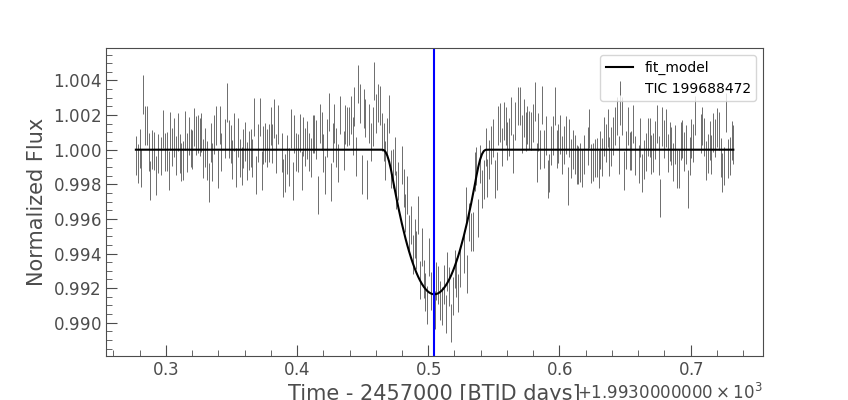 fit_model
TIC 199688472
1.004
1.002
1.000
0.998
0.996
0.994
0.992
0.990
Normalized Flux
0.3 0.4 0.5 0.6 0.7
Time - 2457000 [BTJD days]
+1.9930000000 × 10³